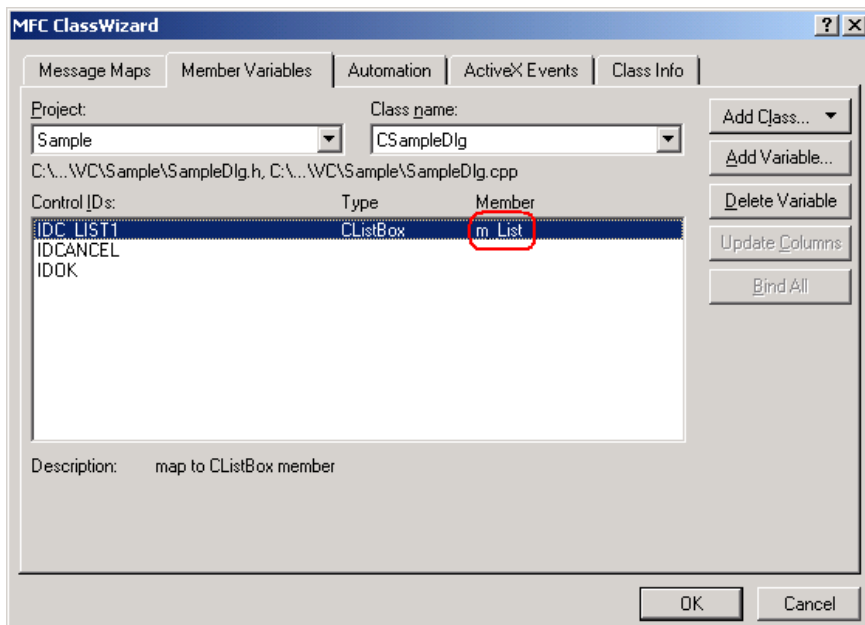 MFC ClassWizard
Message Maps Member Variables Automation ActiveX Events Class Info
Project: Class name:
Sample CSampleDlg
Add Class...
C:\...\VC\Sample\SampleDlg.h, C:\...\VC\Sample\SampleDlg.cpp
Add Variable...
Control IDs: Type Member
Delete Variable
IDC_LIST1 CListBox m_List
Update Columns
IDCANCEL
IDOK
Bind All
Description: map to CListBox member
OK Cancel